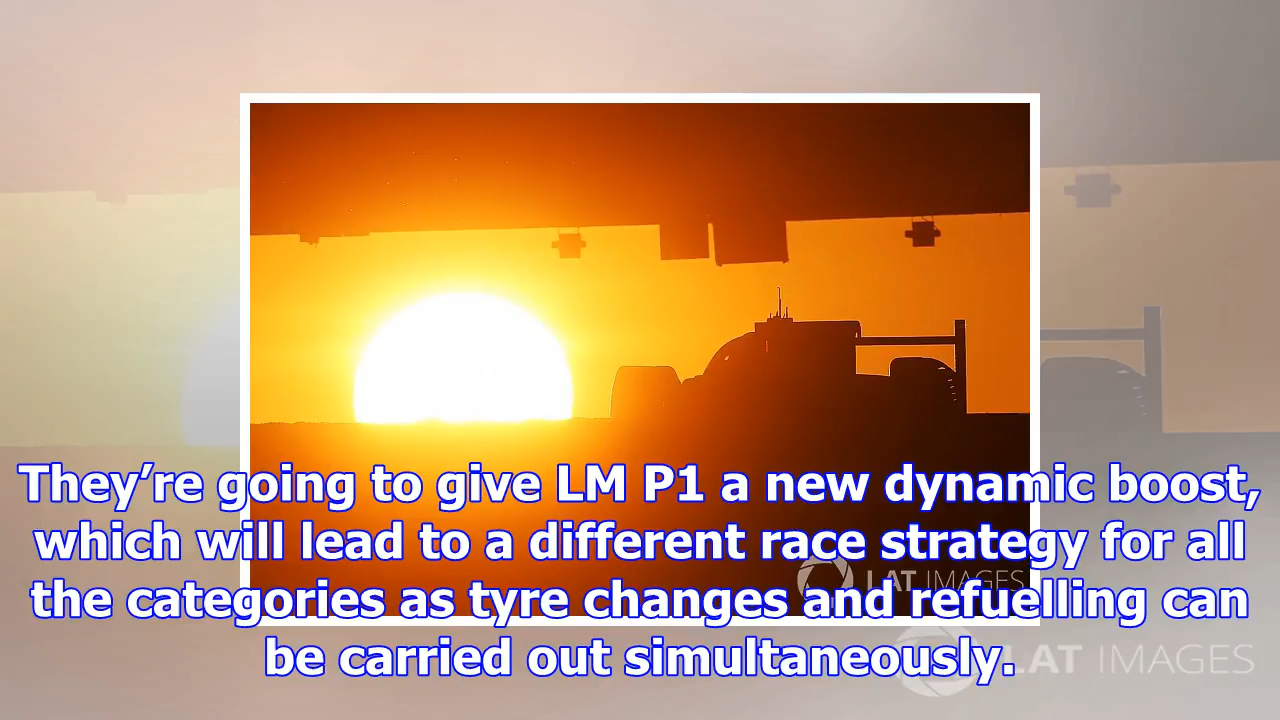 They’re going to give LM P1 a new dynamic boost,
which will lead to a different race strategy for all
the categories as tyre changes and refuelling can
be carried out simultaneously.
LAT IMAGES
LAT IMAGES